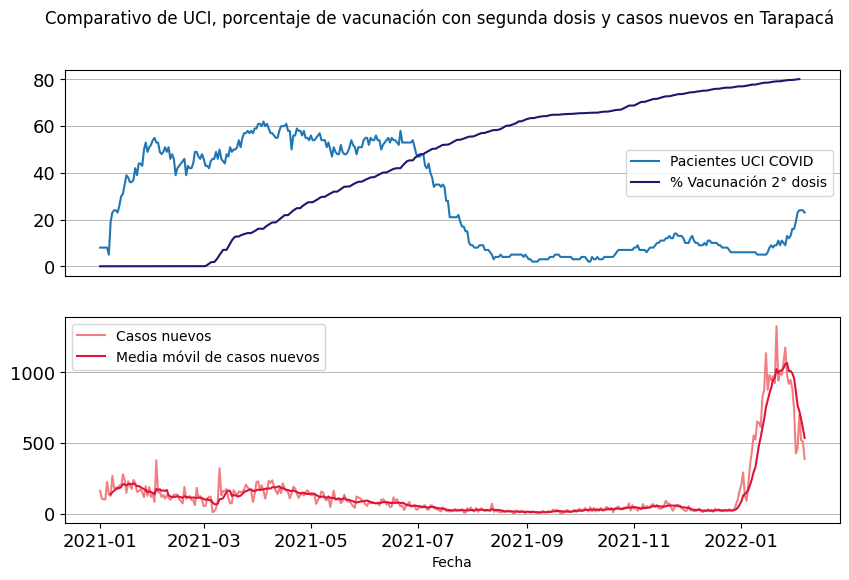 Comparativo de UCI, porcentaje de vacunación con segunda dosis y casos nuevos en Tarapacá
80
60
40
20
0
Pacientes UCI COVID
% Vacunación 2° dosis
Casos nuevos
Media móvil de casos nuevos
1000
500
0
2021-01 2021-03 2021-05 2021-07 2021-09 2021-11 2022-01
Fecha